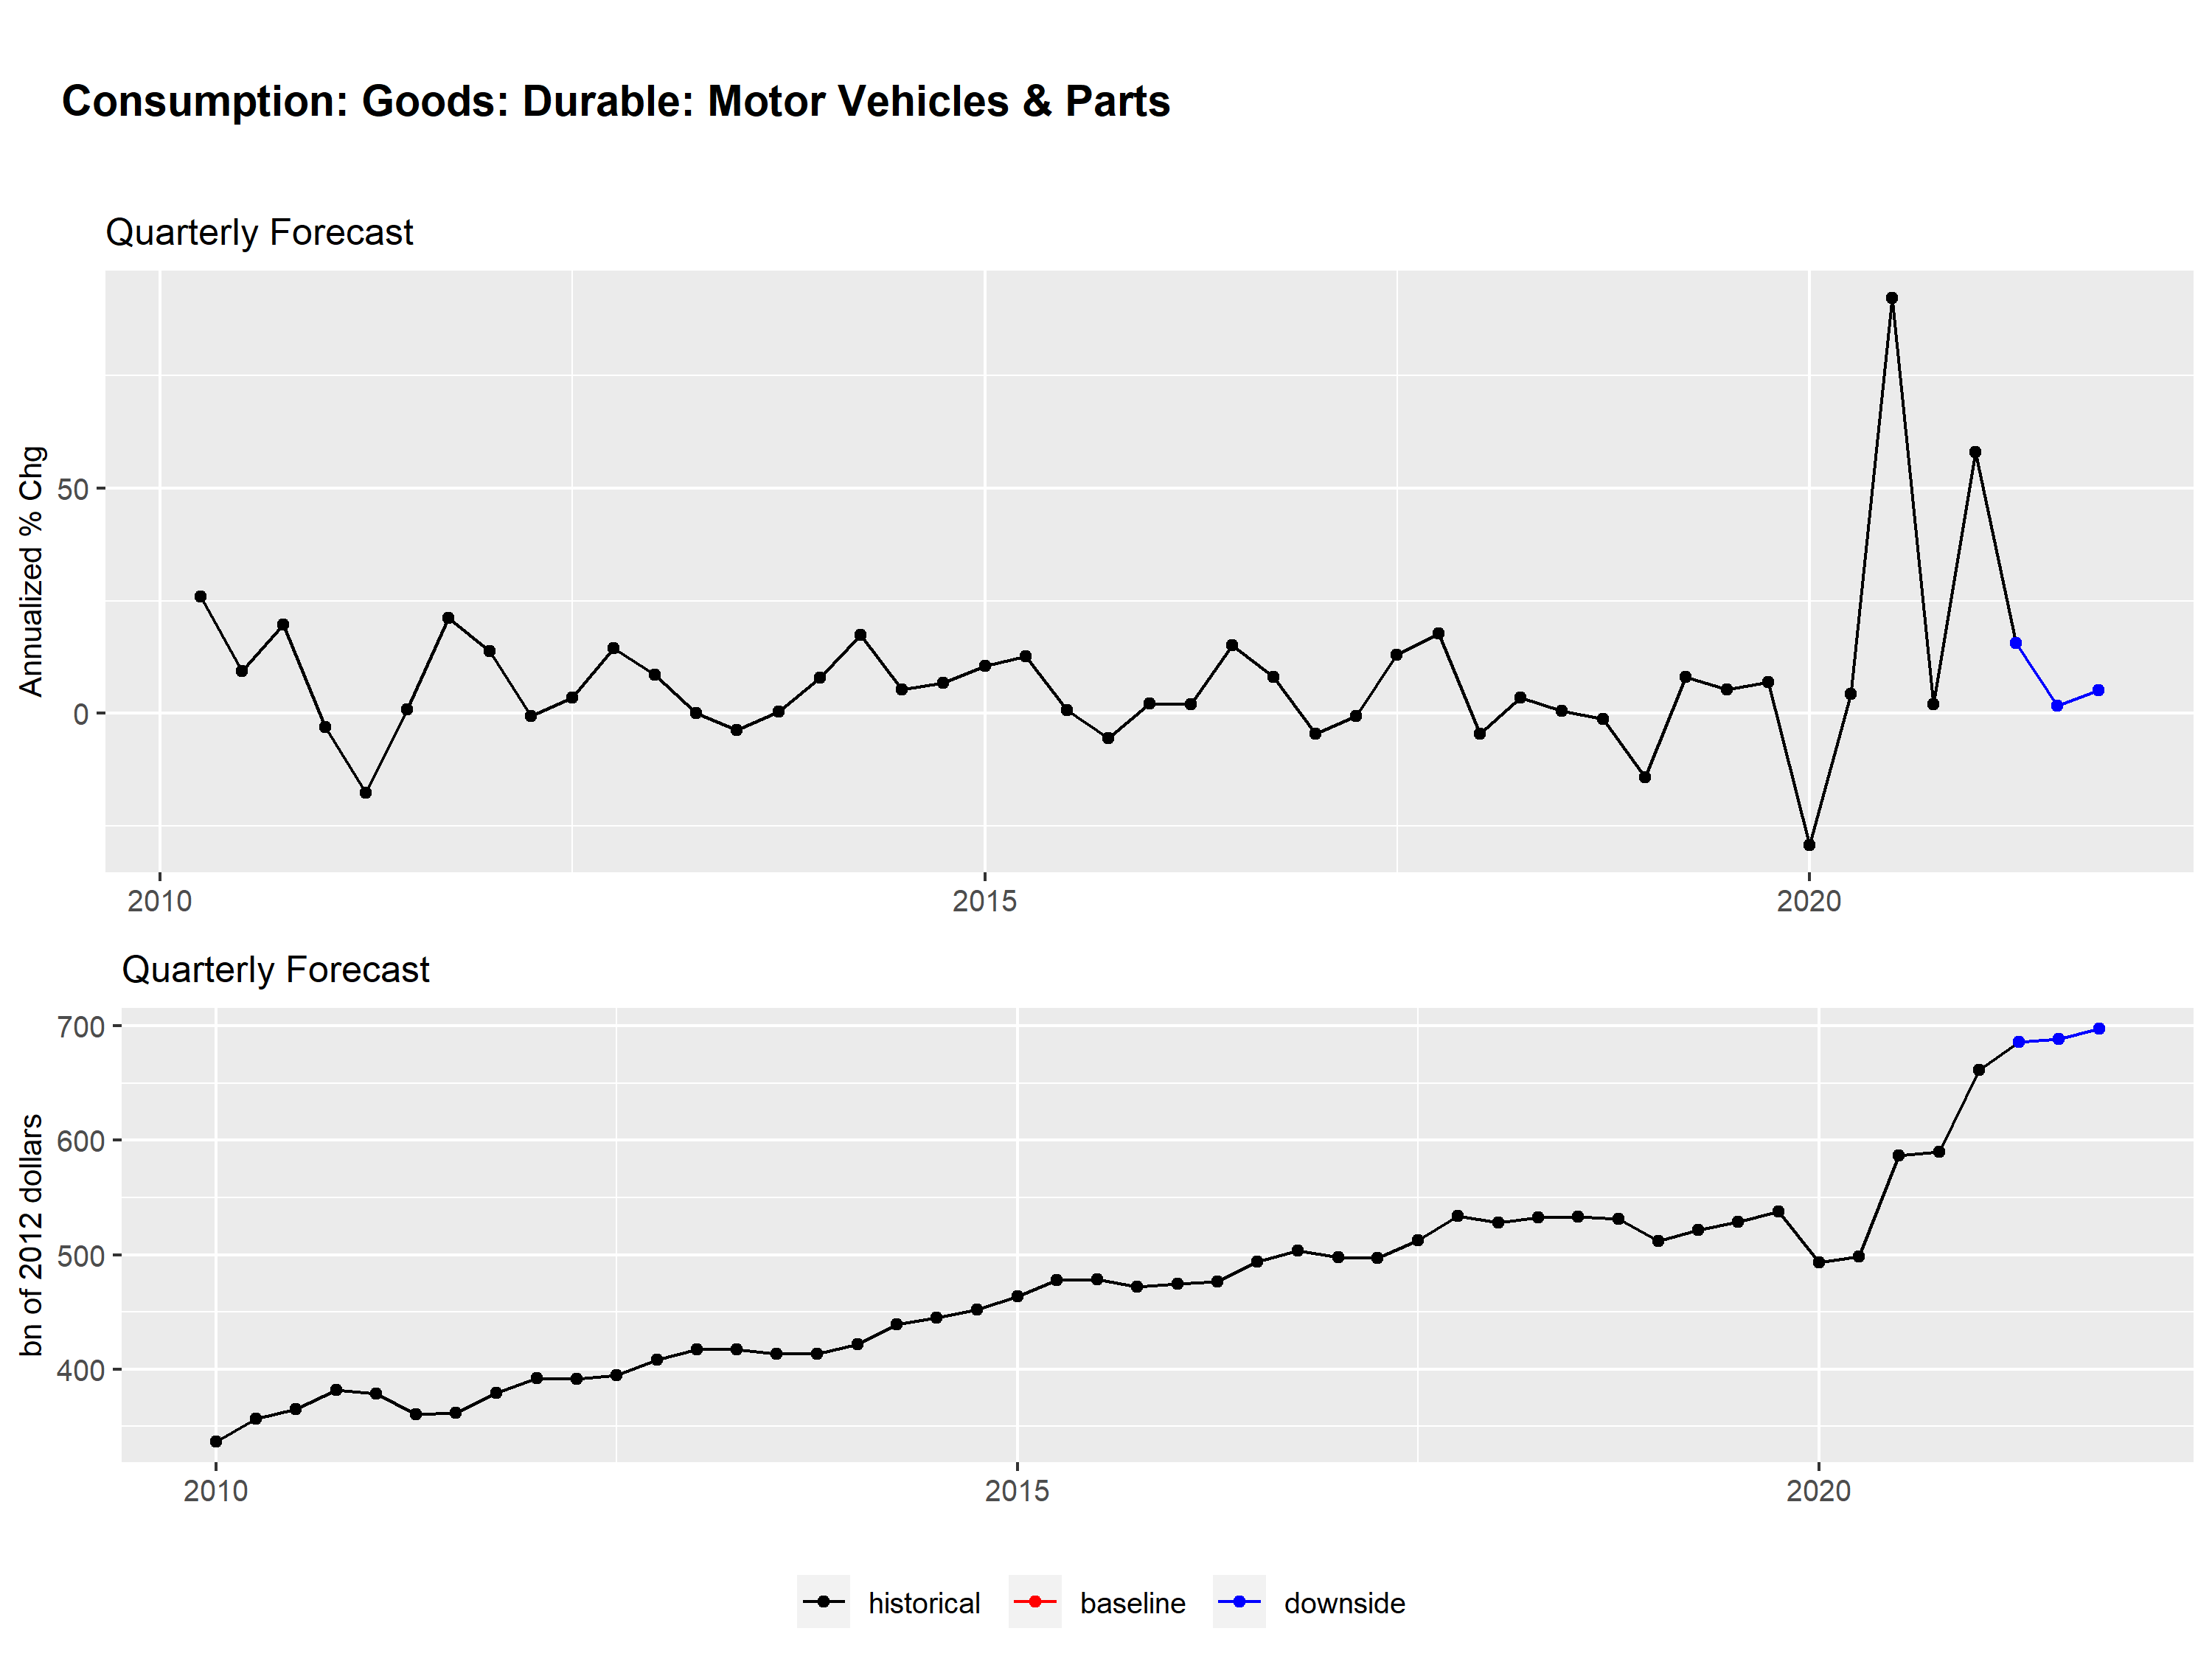 Consumption: Goods: Durable: Motor Vehicles & Parts
Quarterly Forecast
Annualized % Chg
50
0
2010
2015
2020
Quarterly Forecast
bn of 2012 dollars
700
600
500
400
2010
2015
2020
historical
baseline
downside